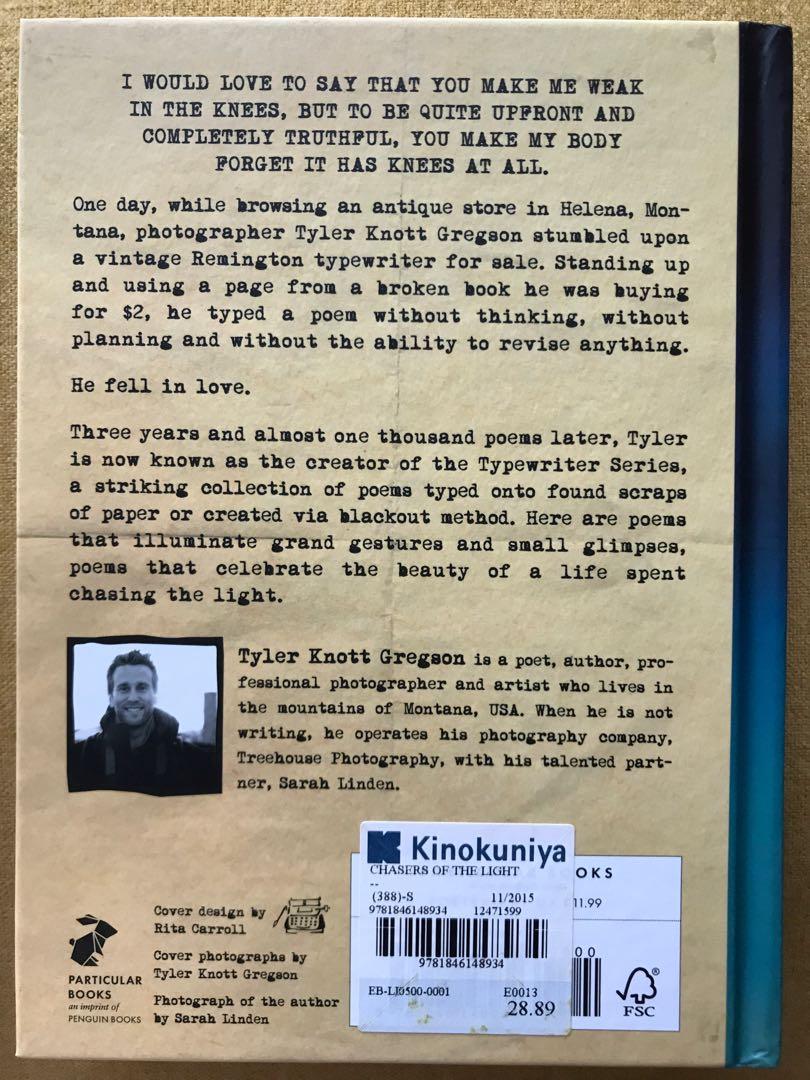 I WOULD LOVE TO SAY THAT YOU MAKE ME WEAK
IN THE KNEES, BUT TO BE QUITE UPFRONT AND
COMPLETELY TRUTHFUL, YOU MAKE MY BODY
FORGET IT HAS KNEES AT ALL.
One day, while browsing an antique store in Helena, Mon-
tana, photographer Tyler Knott Gregson stumbled upon
a vintage Remington typewriter for sale. Standing up
and using a page from a broken book he was buying
for $2, he typed a poem without thinking, without
planning and without the ability to revise anything.
He fell in love.
Three years and almost one thousand poems later, Tyler
is now known as the creator of the Typewriter Series,
a striking collection of poems typed onto found scraps
of paper or created via blackout method. Here are poems
that illuminate grand gestures and small glimpses,
poems that celebrate the beauty of a life spent
chasing the light.
Tyler Knott Gregson is a poet, author, pro-
fessional photographer and artist who lives in
the mountains of Montana, USA. When he is not
writing, he operates his photography company,
Treehouse Photography, with his talented part-
ner, Sarah Linden.
Cover design by
Rita Carroll
Cover photographs by
Tyler Knott Gregson
Photograph of the author
by Sarah Linden
PARTICULAR
BOOKS
an imprint of
PENGUIN BOOKS
Kinokuniya
CHASERS OF THE LIGHT
--
(388)-S 11/2015
9781846148934 12471599
9781846148934
EB-LJ0500-0001 E0013
28.89
OKS
11.99
00
FSC®